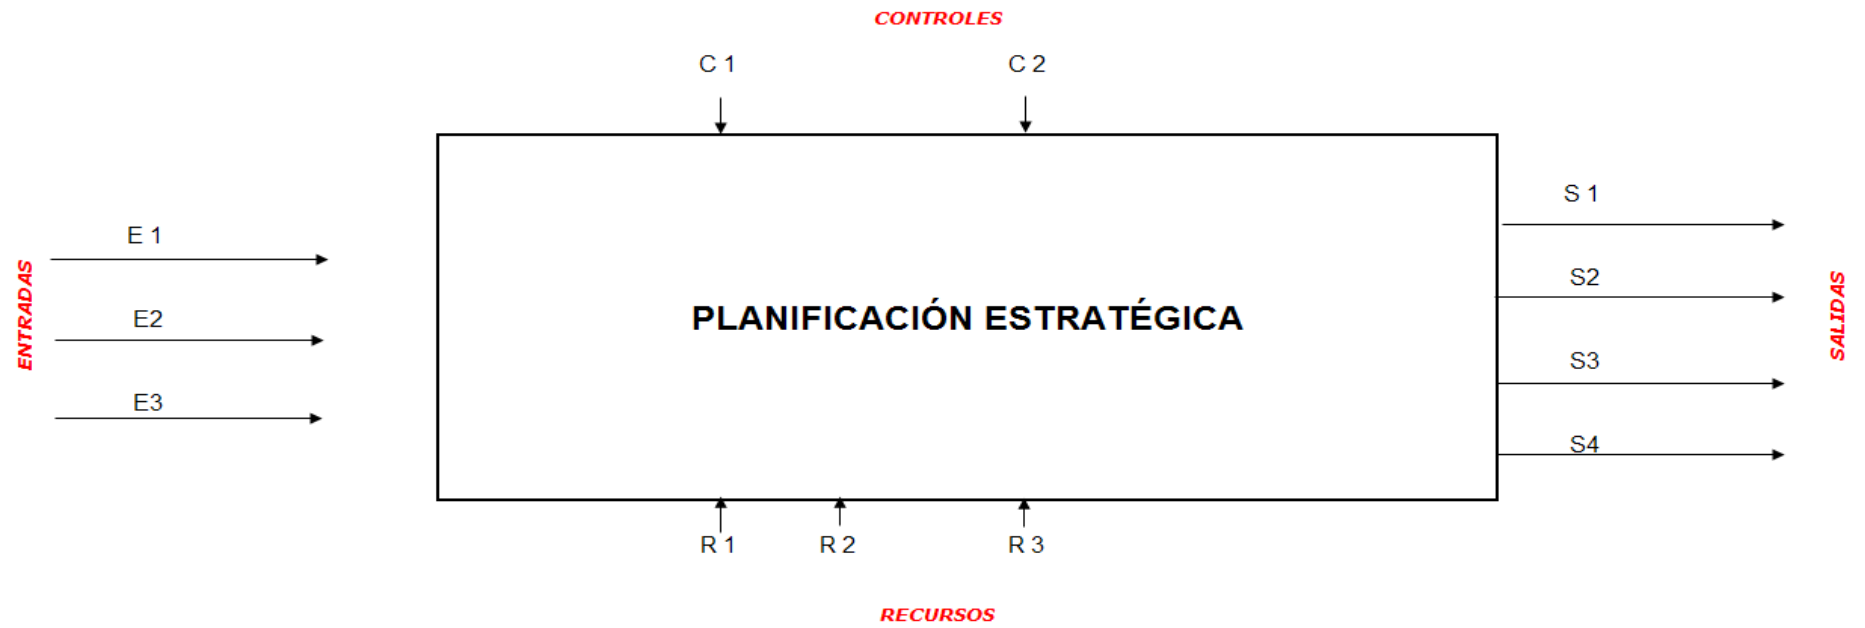 CONTROLES
C 1
C 2
ENTRADAS
E 1
E2
E3
PLANIFICACIÓN ESTRATÉGICA
S 1
S2
S3
S4
SALIDAS
R 1
R 2
R 3
RECURSOS